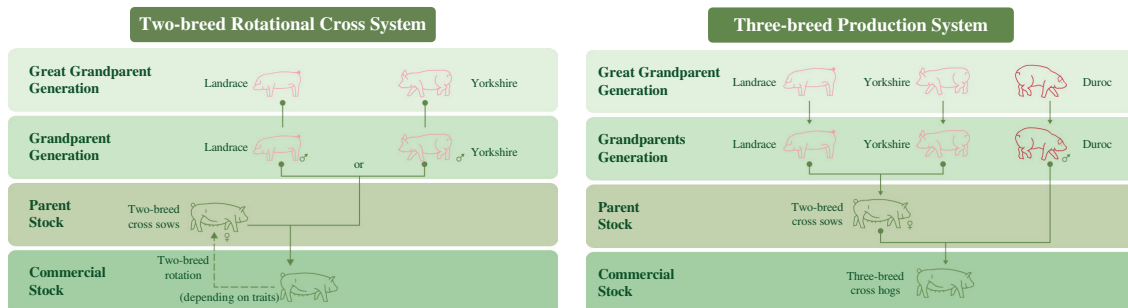 Two-breed Rotational Cross System
Great Grandparent
Generation
Landrace
Yorkshire
Grandparent
Generation
Landrace
♂
or
♂
Yorkshire
Parent
Stock
Two-breed
cross sows
♀
Commercial
Stock
Two-breed
rotation
(depending on traits)
Three-breed Production System
Great Grandparent
Generation
Landrace
Yorkshire
Duroc
Grandparents
Generation
Landrace
Yorkshire
♂
Duroc
Parent
Stock
Two-breed
cross sows
♀
Commercial
Stock
Three-breed
cross hogs